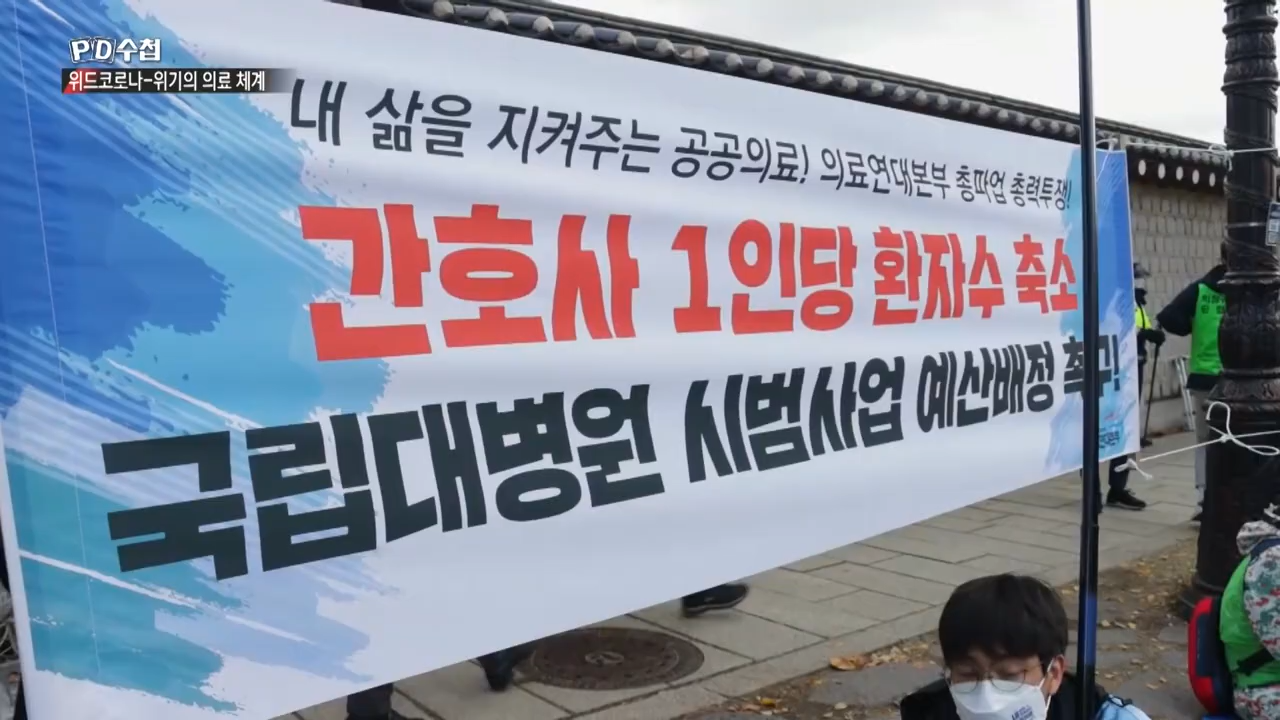 PD수첩
위드코로나-위기의 의료 체계
내 삶을 지켜주는 공공의료! 의료연대본부 총파업 총력투쟁!
간호사 1인당 환자수 축소
국립대병원 시범사업 예산배정 촉구!